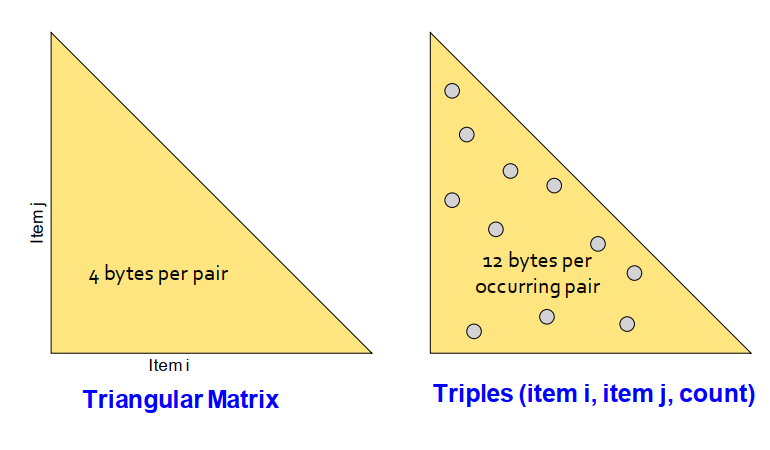 Item j
4 bytes per pair
Item i
Triangular Matrix
12 bytes per
occurring pair
Triples (item i, item j, count)